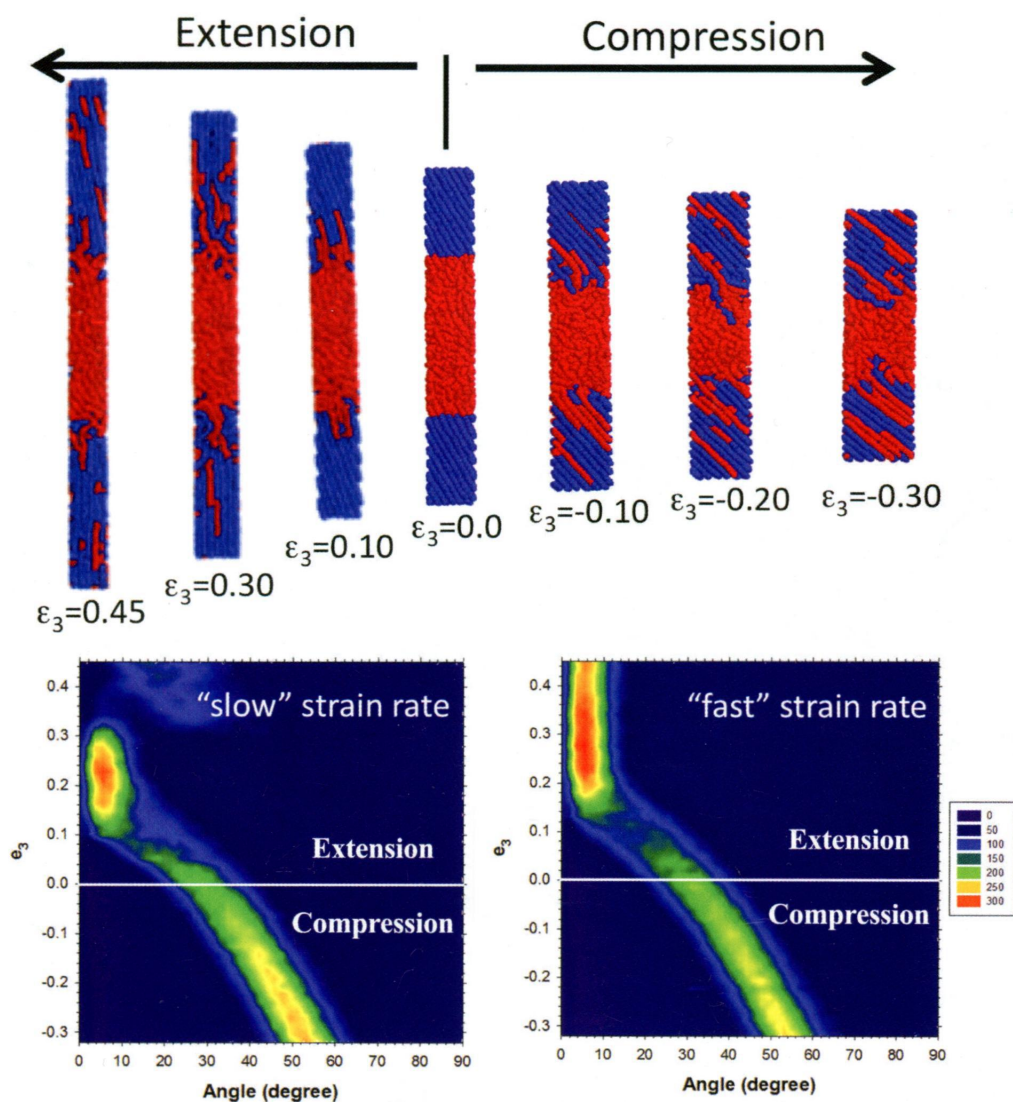 Extension
Compression
ε3=0.45
ε3=0.30
ε3=0.10
ε3=0.0
ε3=-0.10
ε3=-0.20
ε3=-0.30
"slow" strain rate
Extension
Compression
e3
0.4
0.3
0.2
0.1
0.0
-0.1
-0.2
-0.3
0 10 20 30 40 50 60 70 80 90
Angle (degree)
"fast" strain rate
Extension
Compression
e3
0.4
0.3
0.2
0.1
0.0
-0.1
-0.2
-0.3
0 10 20 30 40 50 60 70 80 90
Angle (degree)
0
50
100
150
200
250
300